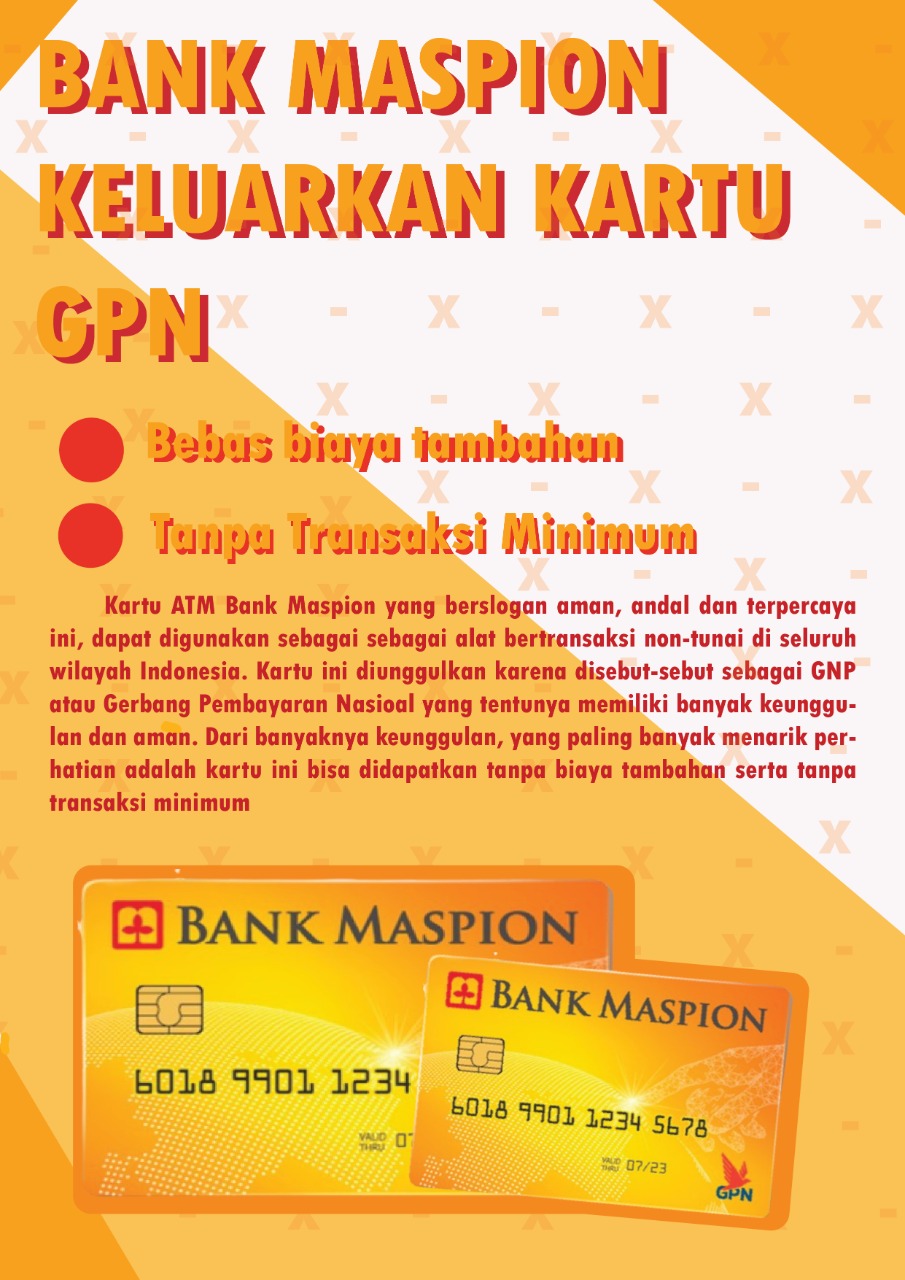 BANK MASPION
KELUARKAN KARTU
GPN
Bebas biaya tambahan
Tanpa Transaksi Minimum
Kartu ATM Bank Maspion yang berslogan aman, andal dan terpercaya
ini, dapat digunakan sebagai sebagai alat bertransaksi non-tunai di seluruh
wilayah Indonesia. Kartu ini diunggulkan karena disebut-sebut sebagai GNP
atau Gerbang Pembayaran Nasioal yang tentunya memiliki banyak keunggu-
lan dan aman. Dari banyaknya keunggulan, yang paling banyak menarik per-
hatian adalah kartu ini bisa didapatkan tanpa biaya tambahan serta tanpa
transaksi minimum
BANK MASPION
6018 9901 1234
VALID THRU 07
BANK MASPION
6018 9901 1234 5678
VALID THRU 07/23
GPN